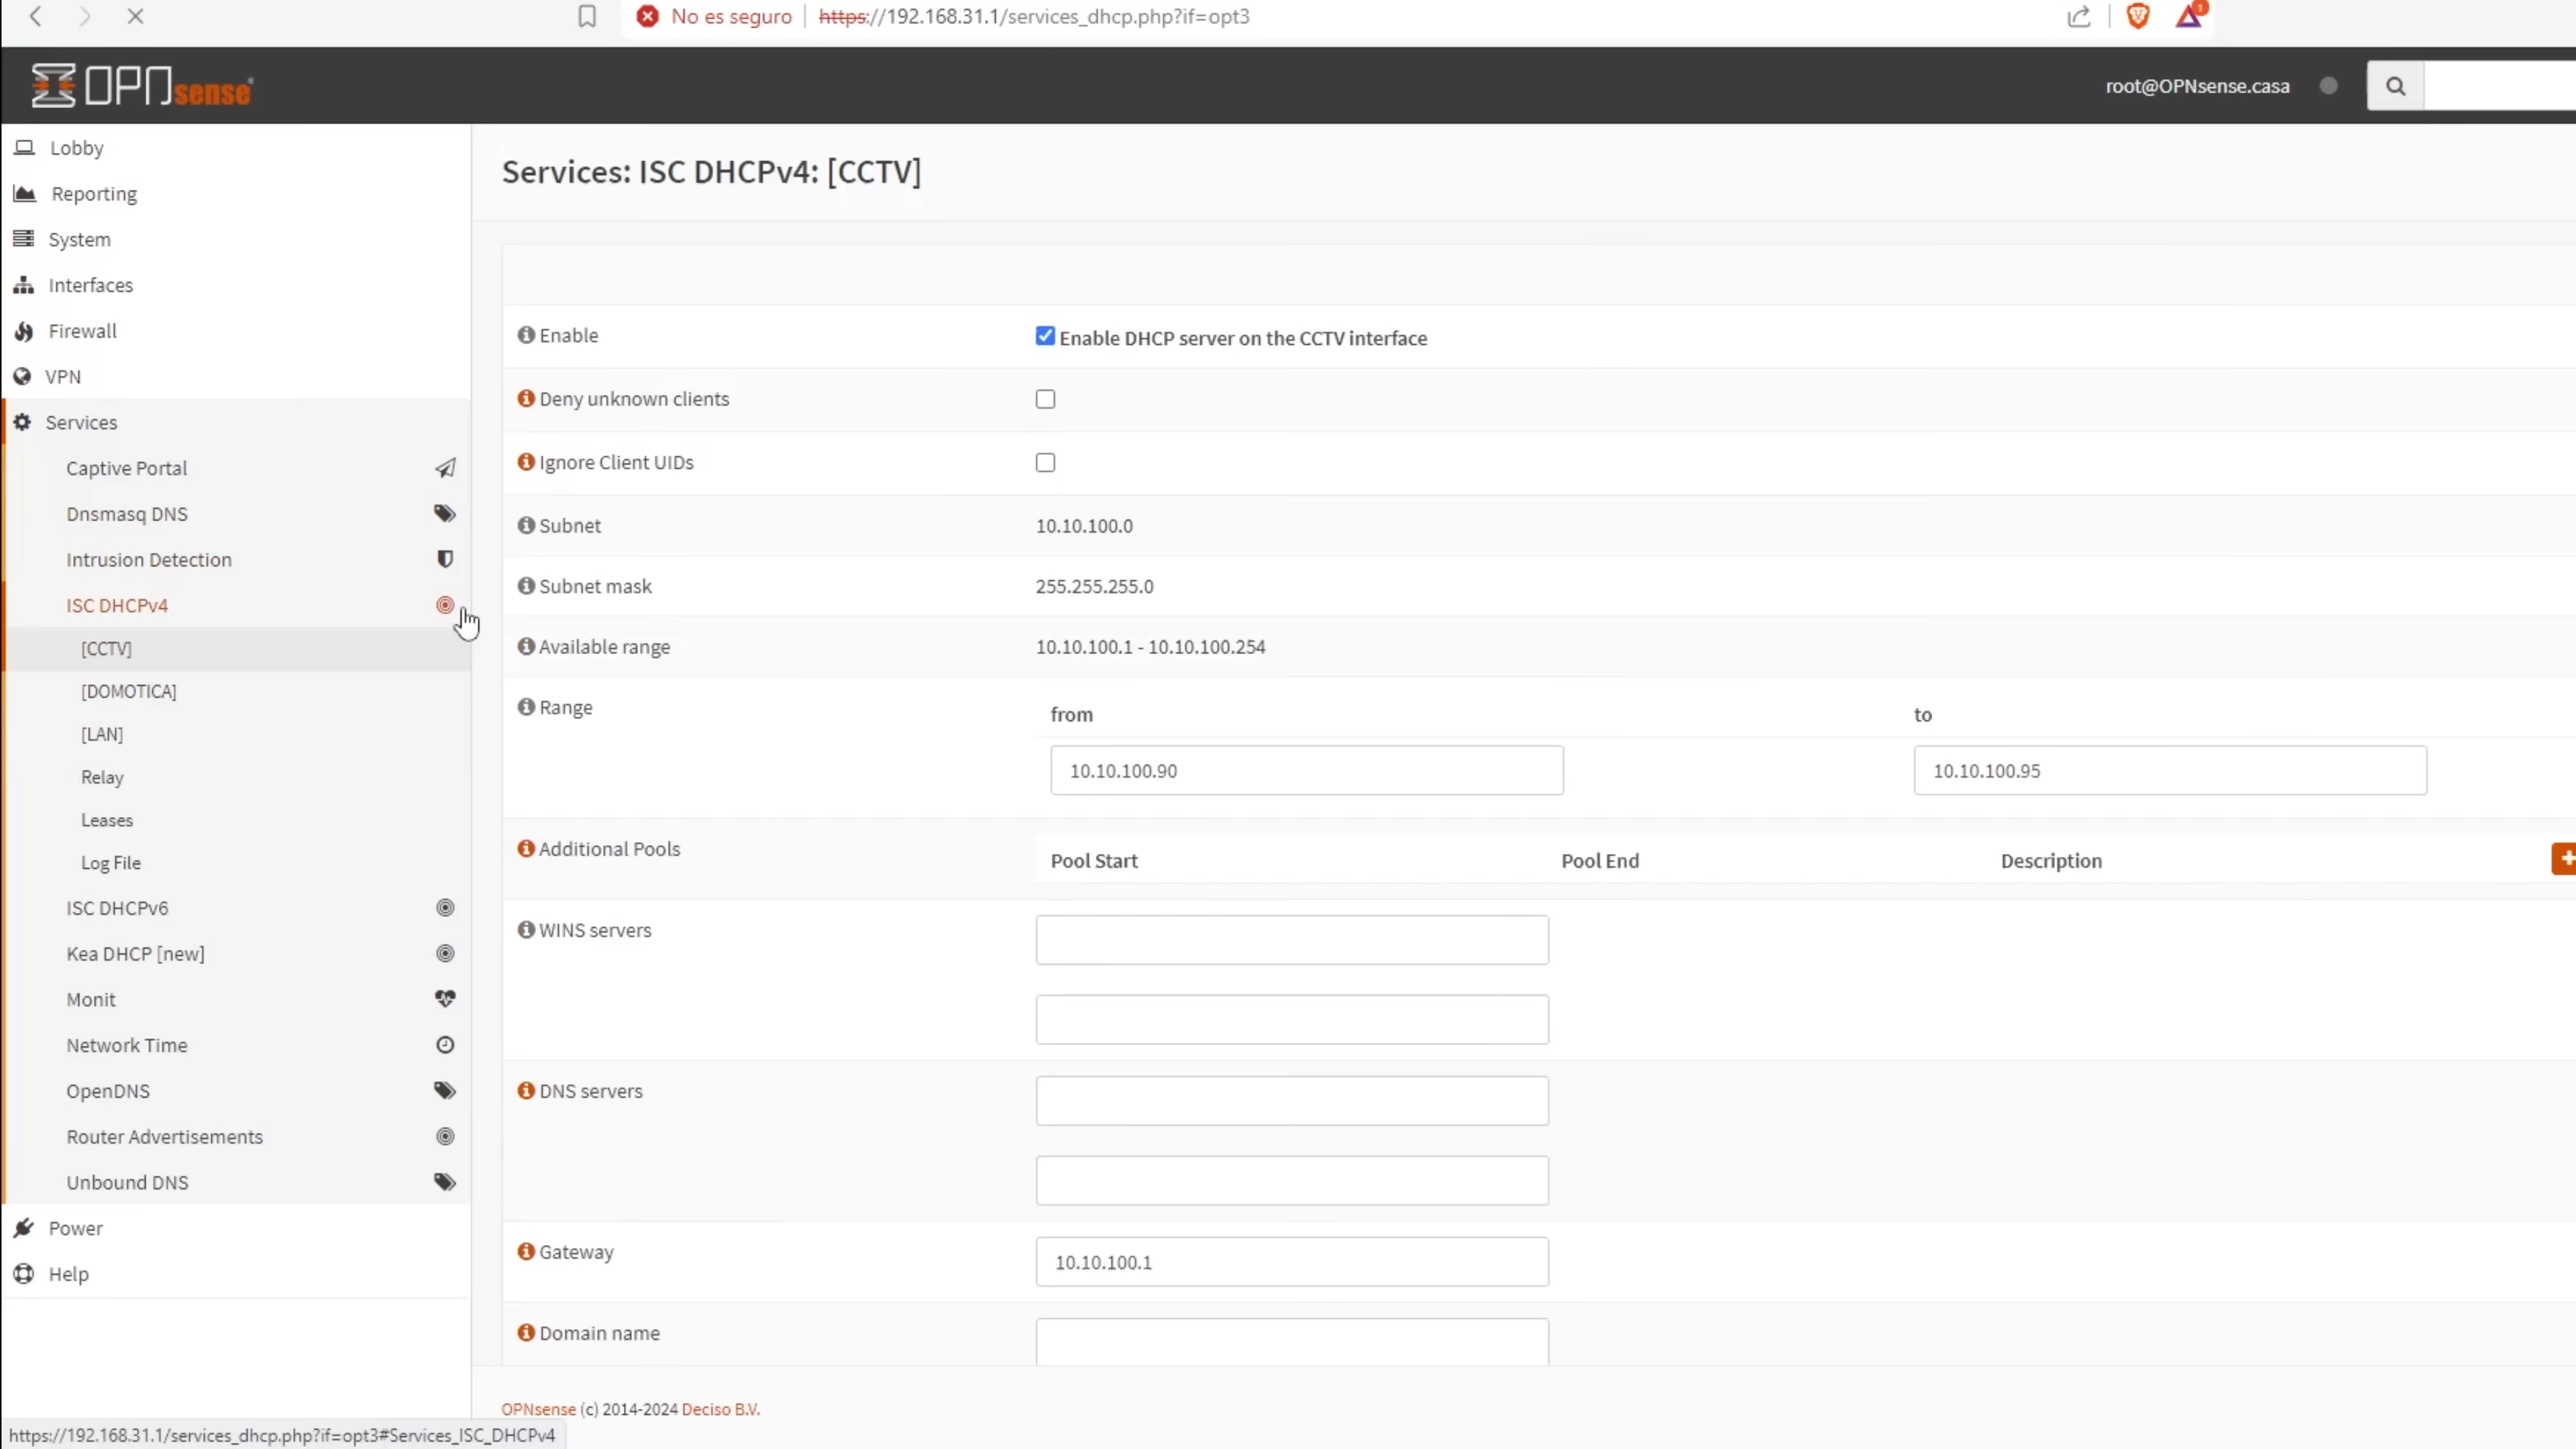 No es seguro https://192.168.31.1/services_dhcp.php?if=opt3
1
OPNsense
root@OPNsense.casa
Lobby
Reporting
System
Interfaces
Firewall
VPN
Services
Captive Portal
Dnsmasq DNS
Intrusion Detection
ISC DHCPv4
[CCTV]
[DOMOTICA]
[LAN]
Relay
Leases
Log File
ISC DHCPv6
Kea DHCP [new]
Monit
Network Time
OpenDNS
Router Advertisements
Unbound DNS
Power
Help
Services: ISC DHCPv4: [CCTV]
Enable Enable DHCP server on the CCTV interface
Deny unknown clients
Ignore Client UIDs
Subnet 10.10.100.0
Subnet mask 255.255.255.0
Available range 10.10.100.1 - 10.10.100.254
Range from to
10.10.100.90 10.10.100.95
Additional Pools Pool Start Pool End Description
WINS servers
DNS servers
Gateway 10.10.100.1
Domain name
OPNsense (c) 2014-2024 Deciso B.V.
https://192.168.31.1/services_dhcp.php?if=opt3#Services_ISC_DHCPv4